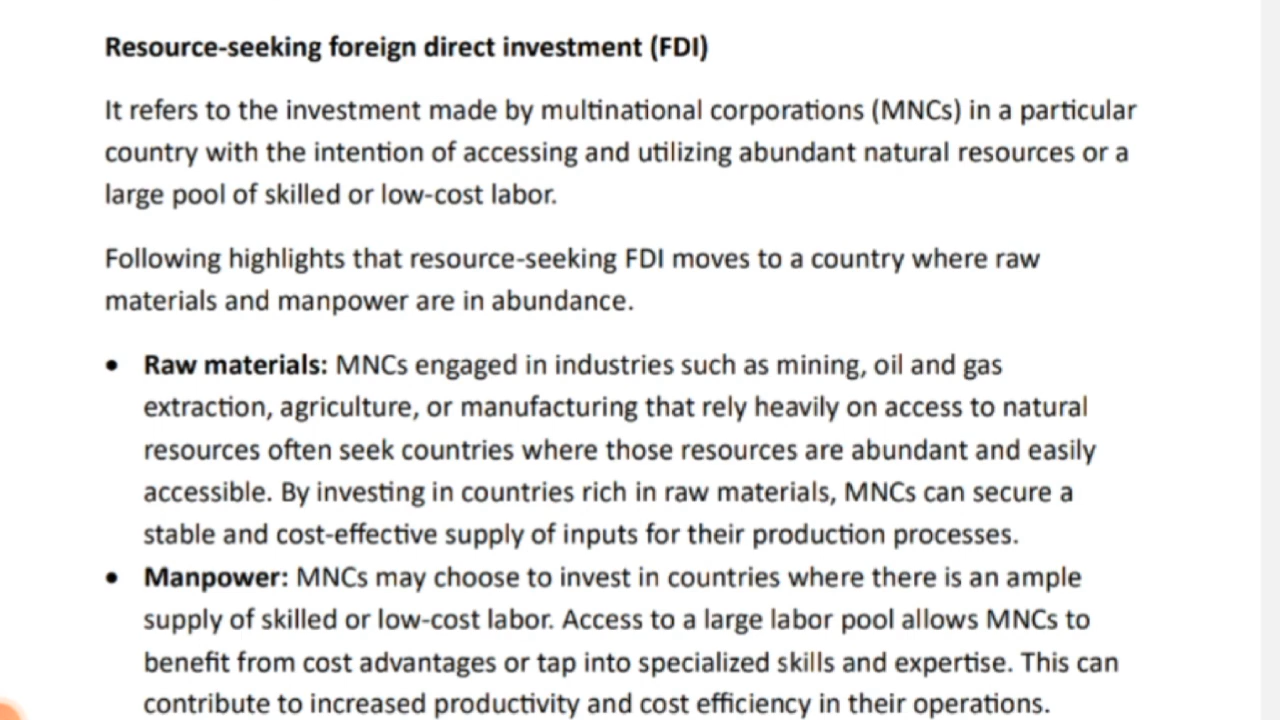 Resource-seeking foreign direct investment (FDI)
It refers to the investment made by multinational corporations (MNCs) in a particular
country with the intention of accessing and utilizing abundant natural resources or a
large pool of skilled or low-cost labor.
Following highlights that resource-seeking FDI moves to a country where raw
materials and manpower are in abundance.
• Raw materials: MNCs engaged in industries such as mining, oil and gas
extraction, agriculture, or manufacturing that rely heavily on access to natural
resources often seek countries where those resources are abundant and easily
accessible. By investing in countries rich in raw materials, MNCs can secure a
stable and cost-effective supply of inputs for their production processes.
• Manpower: MNCs may choose to invest in countries where there is an ample
supply of skilled or low-cost labor. Access to a large labor pool allows MNCs to
benefit from cost advantages or tap into specialized skills and expertise. This can
contribute to increased productivity and cost efficiency in their operations.